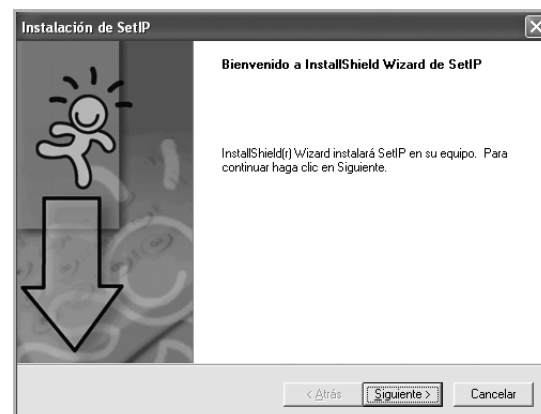 Instalación de SetIP
Bienvenido a InstallShield Wizard de SetIP
InstallShield(r) Wizard instalará SetIP en su equipo. Para
continuar haga clic en Siguiente.
< Atrás
Siguiente >
Cancelar